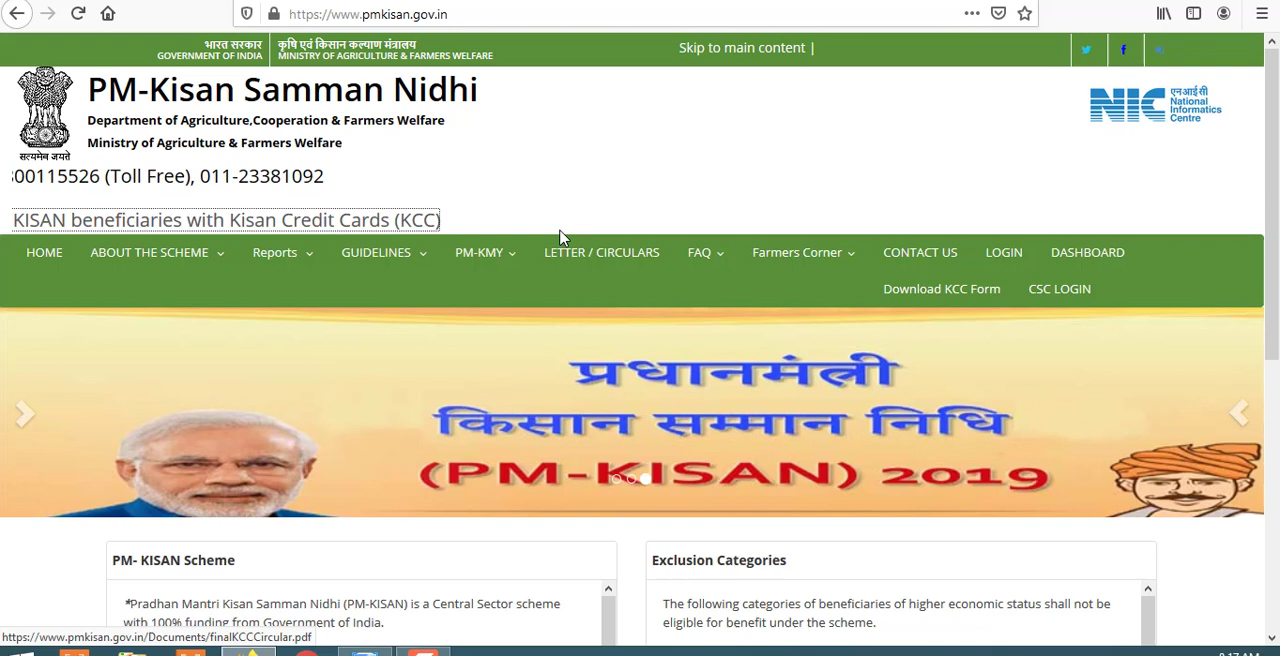 https://www.pmkisan.gov.in
भारत सरकार
GOVERNMENT OF INDIA
कृषि एवं किसान कल्याण मंत्रालय
MINISTRY OF AGRICULTURE & FARMERS WELFARE
Skip to main content |
PM-Kisan Samman Nidhi
Department of Agriculture,Cooperation & Farmers Welfare
Ministry of Agriculture & Farmers Welfare
सत्यमेव जयते
NIC
एनआईसी
National
Informatics
Centre
00115526 (Toll Free), 011-23381092
KISAN beneficiaries with Kisan Credit Cards (KCC)
HOME ABOUT THE SCHEME Reports GUIDELINES PM-KMY LETTER / CIRCULARS FAQ Farmers Corner CONTACT US LOGIN DASHBOARD
Download KCC Form CSC LOGIN
प्रधानमंत्री
किसान सम्मान निधि
(PM-KISAN) 2019
PM- KISAN Scheme
*Pradhan Mantri Kisan Samman Nidhi (PM-KISAN) is a Central Sector scheme
with 100% funding from Government of India.
Exclusion Categories
The following categories of beneficiaries of higher economic status shall not be
eligible for benefit under the scheme.
https://www.pmkisan.gov.in/Documents/finalKCCCircular.pdf